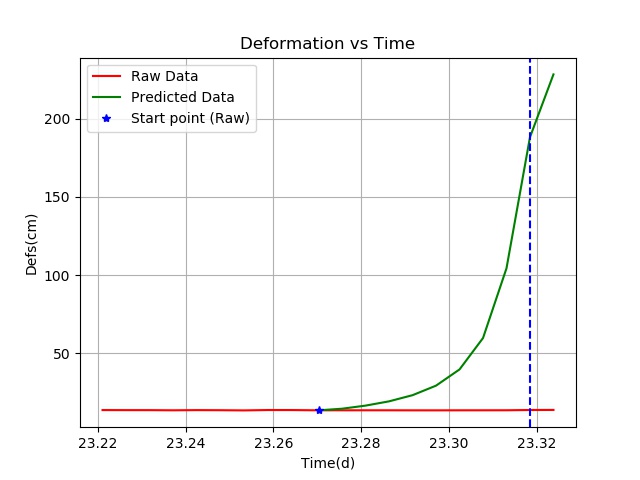 Deformation vs Time
Raw Data
Predicted Data
Start point (Raw)
Defs(cm)
200
150
100
50
23.22 23.24 23.26 23.28 23.30 23.32
Time(d)